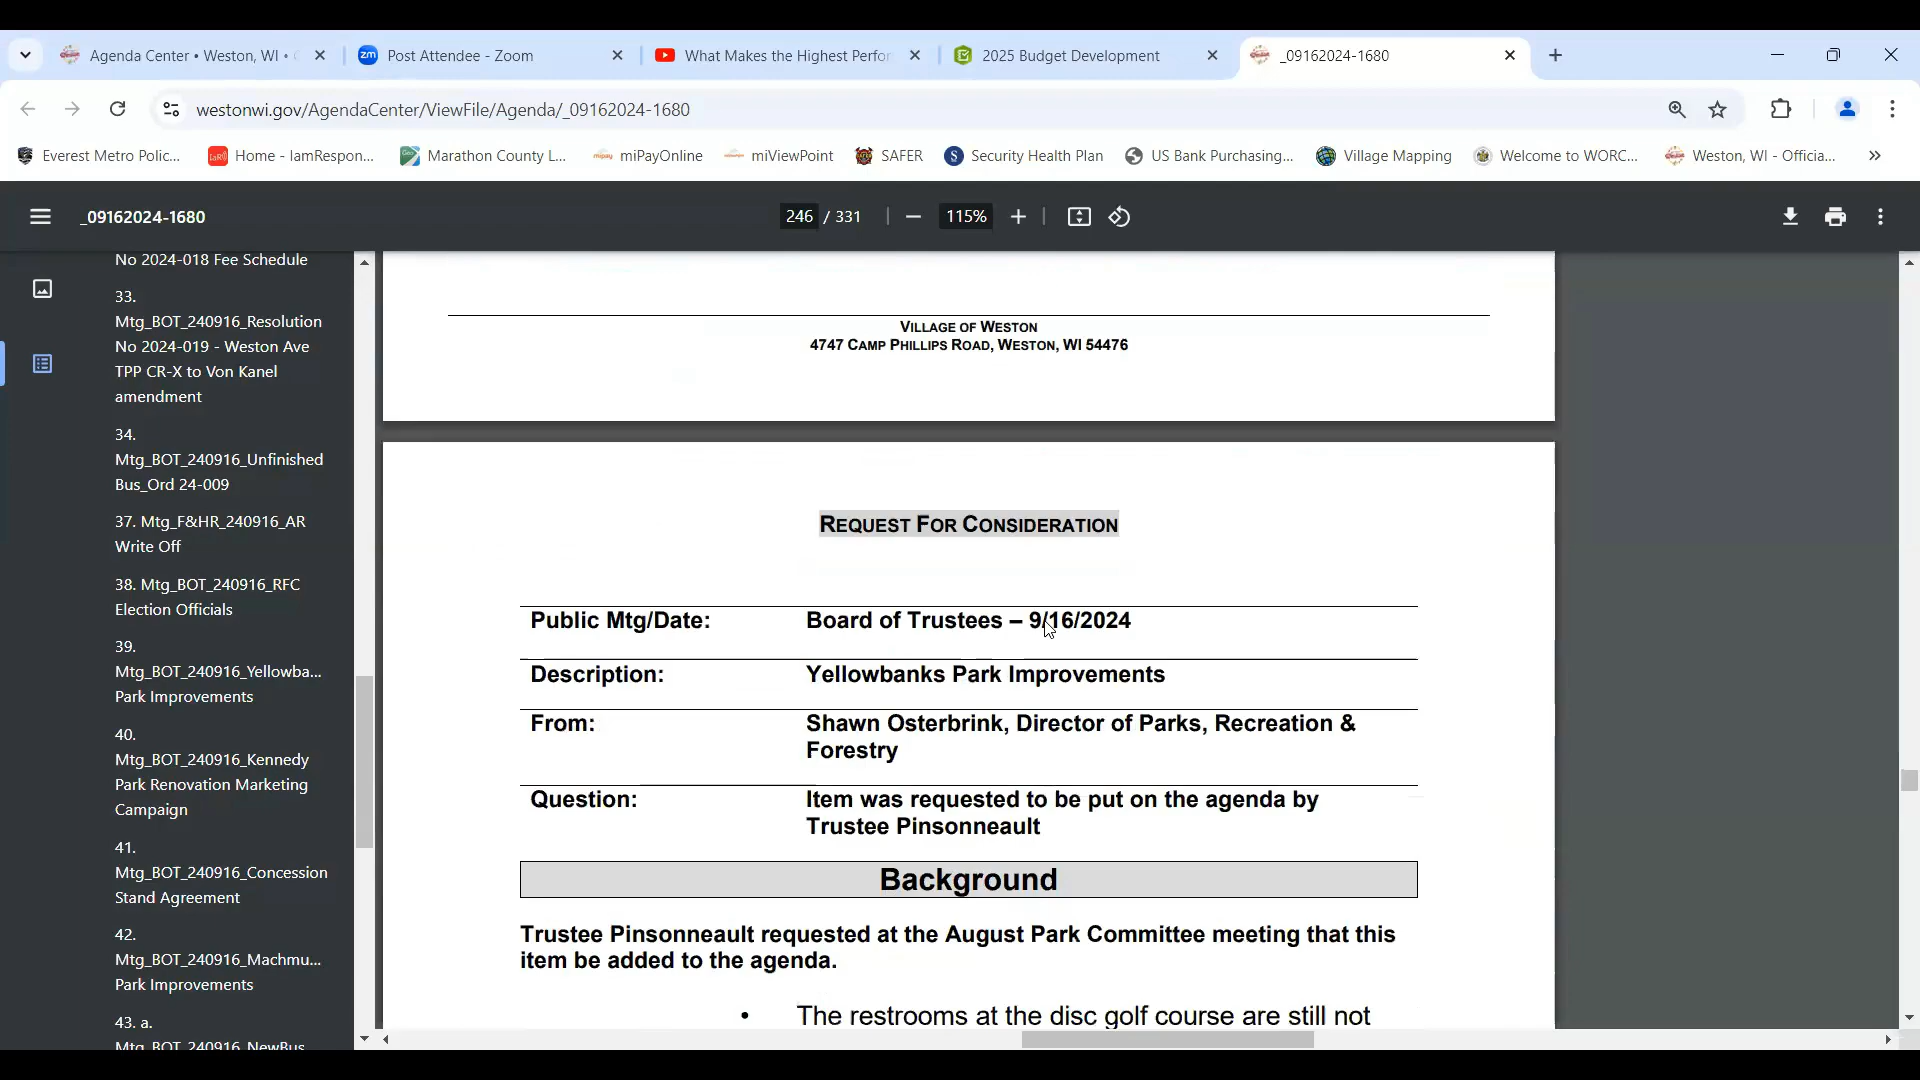 Agenda Center • Weston, WI •
Post Attendee - Zoom
What Makes the Highest Perfor
2025 Budget Development
_09162024-1680
westonwi.gov/AgendaCenter/ViewFile/Agenda/_09162024-1680
Everest Metro Polic...
Home - IamRespon...
Marathon County L...
miPayOnline
miViewPoint
SAFER
Security Health Plan
US Bank Purchasing...
Village Mapping
Welcome to WORC...
Weston, WI - Officia...
_09162024-1680
246 / 331
115%
No 2024-018 Fee Schedule
33.
Mtg_BOT_240916_Resolution
No 2024-019 - Weston Ave
TPP CR-X to Von Kanel
amendment
34.
Mtg_BOT_240916_Unfinished
Bus_Ord 24-009
37. Mtg_F&HR_240916_AR
Write Off
38. Mtg_BOT_240916_RFC
Election Officials
39.
Mtg_BOT_240916_Yellowba...
Park Improvements
40.
Mtg_BOT_240916_Kennedy
Park Renovation Marketing
Campaign
41.
Mtg_BOT_240916_Concession
Stand Agreement
42.
Mtg_BOT_240916_Machmu...
Park Improvements
43. a.
Mtg_BOT_240916_NewBus
VILLAGE OF WESTON
4747 CAMP PHILLIPS ROAD, WESTON, WI 54476
REQUEST FOR CONSIDERATION
Public Mtg/Date: Board of Trustees – 9/16/2024
Description: Yellowbanks Park Improvements
From: Shawn Osterbrink, Director of Parks, Recreation &
Forestry
Question: Item was requested to be put on the agenda by
Trustee Pinsonneault
Background
Trustee Pinsonneault requested at the August Park Committee meeting that this
item be added to the agenda.
• The restrooms at the disc golf course are still not